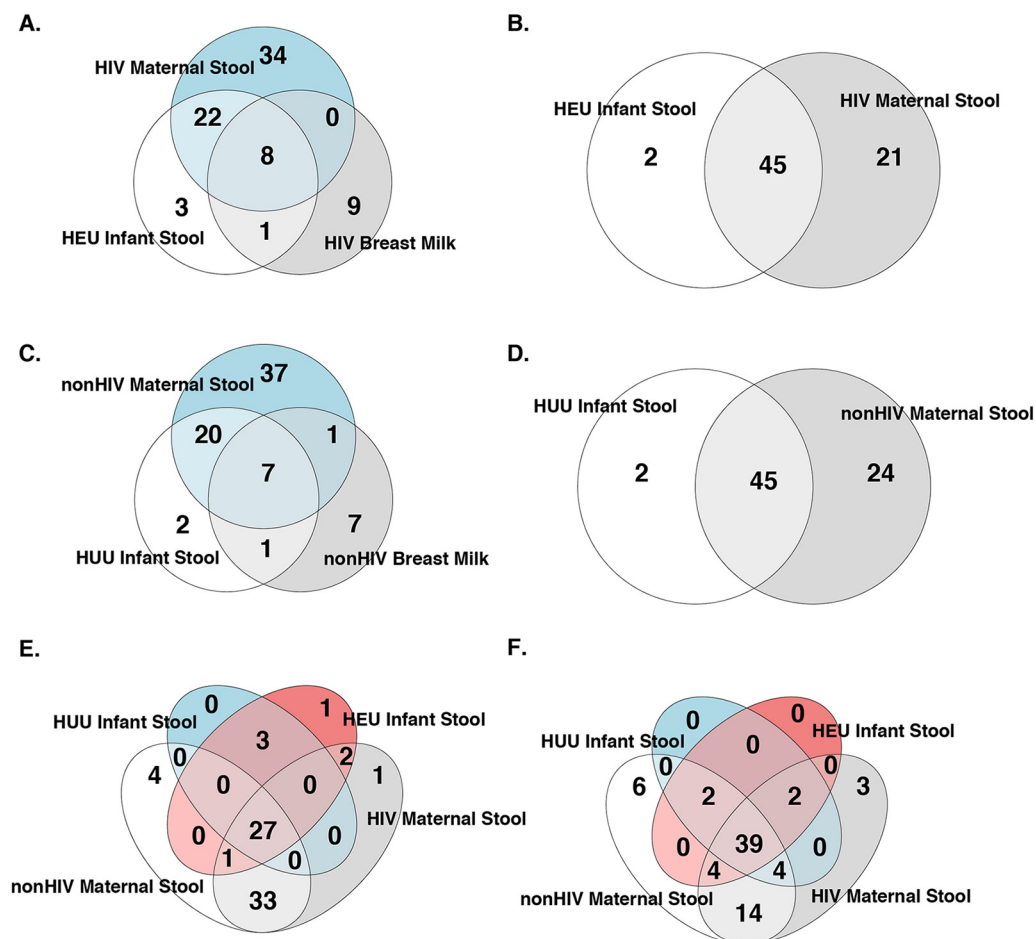 A.
34
HIV Maternal Stool
22
0
8
3
9
HEU Infant Stool
1
HIV Breast Milk
B.
HEU Infant Stool
HIV Maternal Stool
2
45
21
C.
37
nonHIV Maternal Stool
20
1
7
2
7
HUU Infant Stool
1
nonHIV Breast Milk
D.
HUU Infant Stool
nonHIV Maternal Stool
2
45
24
E.
0
1
HUU Infant Stool
HEU Infant Stool
3
0
2
4
1
0
0
HIV Maternal Stool
27
0
0
1
0
nonHIV Maternal Stool
33
F.
0
0
HUU Infant Stool
HEU Infant Stool
0
0
0
6
3
2
2
39
0
0
4
4
nonHIV Maternal Stool
HIV Maternal Stool
14